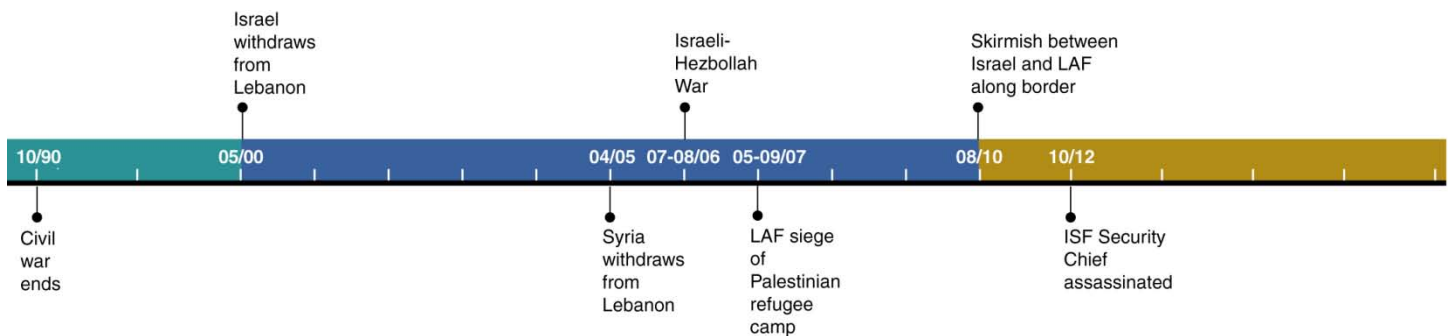 Israel
withdraws
from
Lebanon
Israeli-
Hezbollah
War
Skirmish between
Israel and LAF
along border
10/90 05/00 04/05 07-08/06 05-09/07 08/10 10/12
Civil
war
ends
Syria
withdraws
from
Lebanon
LAF siege
of
Palestinian
refugee
camp
ISF Security
Chief
assassinated